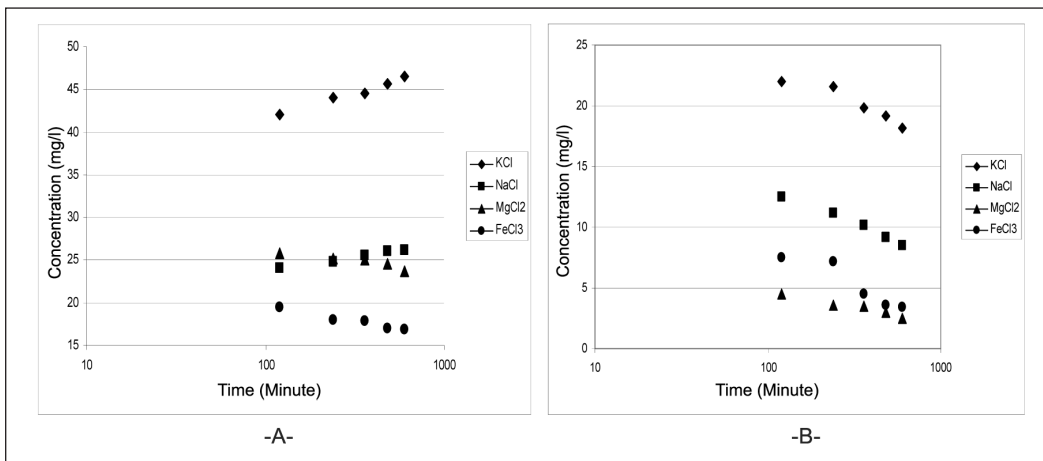 50
45
40
35
30
25
20
15
10
100
1000
Concentration (mg/l)
Time (Minute)
KCl
NaCl
MgCl2
FeCl3
-A-
25
20
15
10
5
0
10
100
1000
Concentration (mg/l)
Time (Minute)
KCl
NaCl
MgCl2
FeCl3
-B-